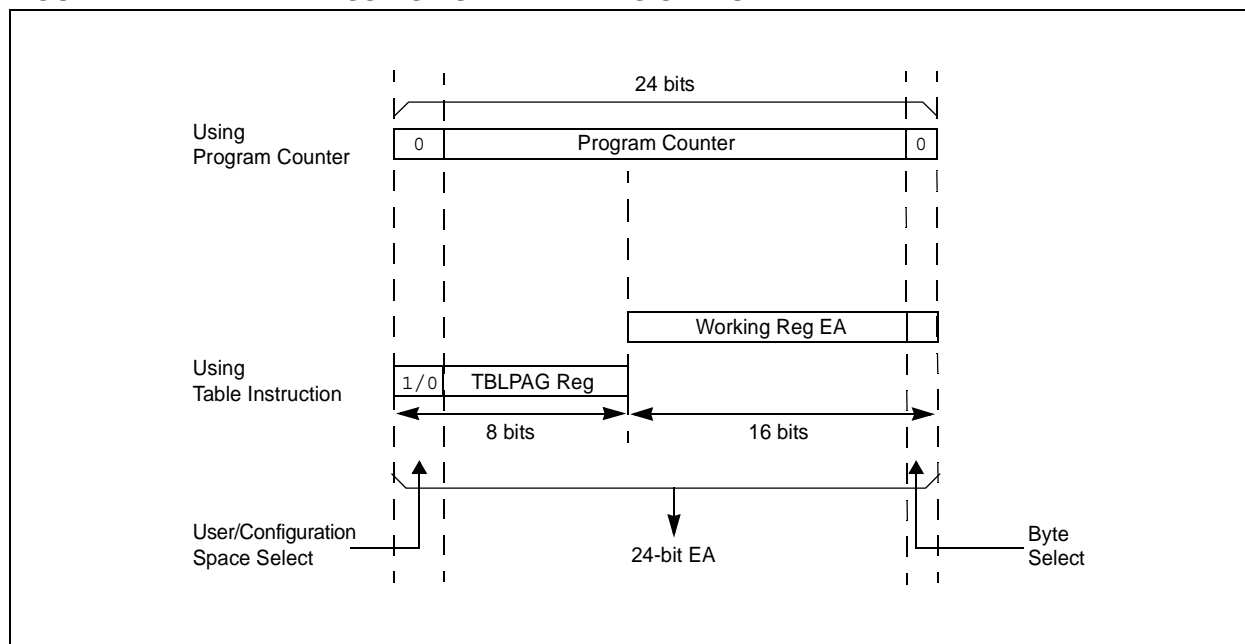 24 bits
Using
Program Counter
0
Program Counter
0
Working Reg EA
Using
Table Instruction
1/0
TBLPAG Reg
8 bits
16 bits
User/Configuration
Space Select
24-bit EA
Byte
Select